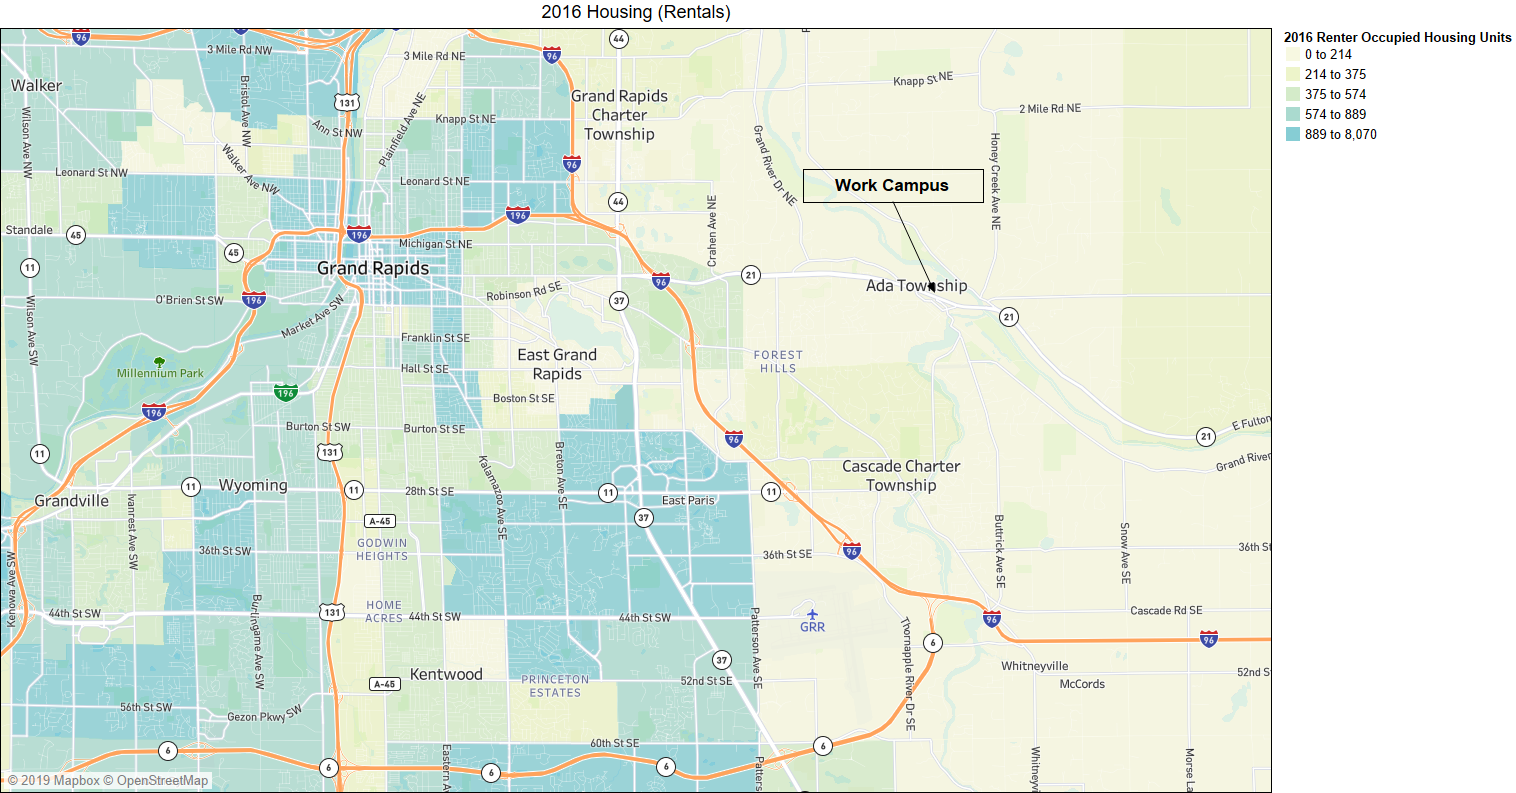 2016 Housing (Rentals)
2016 Renter Occupied Housing Units
0 to 214
214 to 375
375 to 574
574 to 889
889 to 8,070
96
3 Mile Rd NW
44
3 Mile Rd NE
96
Walker
Bristol Ave NW
Knapp St NE
131
Plainfield Ave NE
Grand Rapids
Charter
Township
2 Mile Rd NE
Wilson Ave NW
Ann St NW
Knapp St NE
Grand River Dr NE
Honey Creek Ave NE
Walker Ave NW
96
Leonard St NW
Leonard St NE
Work Campus
44
196
Crahen Ave NE
Standale
45
196
Michigan St NE
45
11
Grand Rapids
96
21
Ada Township
O'Brien St SW
196
Robinson Rd SE
37
Market Ave SW
21
Wilson Ave SW
Franklin St SE
East Grand
Rapids
FOREST
HILLS
Millennium Park
Hall St SE
196
Boston St SE
196
Burton St SW
Burton St SE
E Fulton
96
21
11
131
Breton Ave SE
Grand River
Kalamazoo Ave SE
Cascade Charter
Township
Wyoming
11
11
28th St SE
11
East Paris
11
Grandville
Ivanrest Ave SW
37
A-45
Buttrick Ave SE
Snow Ave SE
GODWIN
HEIGHTS
36th St SW
36th St SE
96
36th St
Kenowa Ave SW
Burlingame Ave SW
HOME
ACRES
44th St SW
131
44th St SW
44th St SW
Patterson Ave SE
GRR
Thornapple River Dr SE
96
Cascade Rd SE
6
96
Kentwood
37
Whitneyville
52nd S
A-45
PRINCETON
ESTATES
52nd St SE
McCords
56th St SW
Gezon Pkwy SW
6
60th St SE
6
Eastern A
Patters
Whitneyvil
Morse La
6
6
6
© 2019 Mapbox © OpenStreetMap